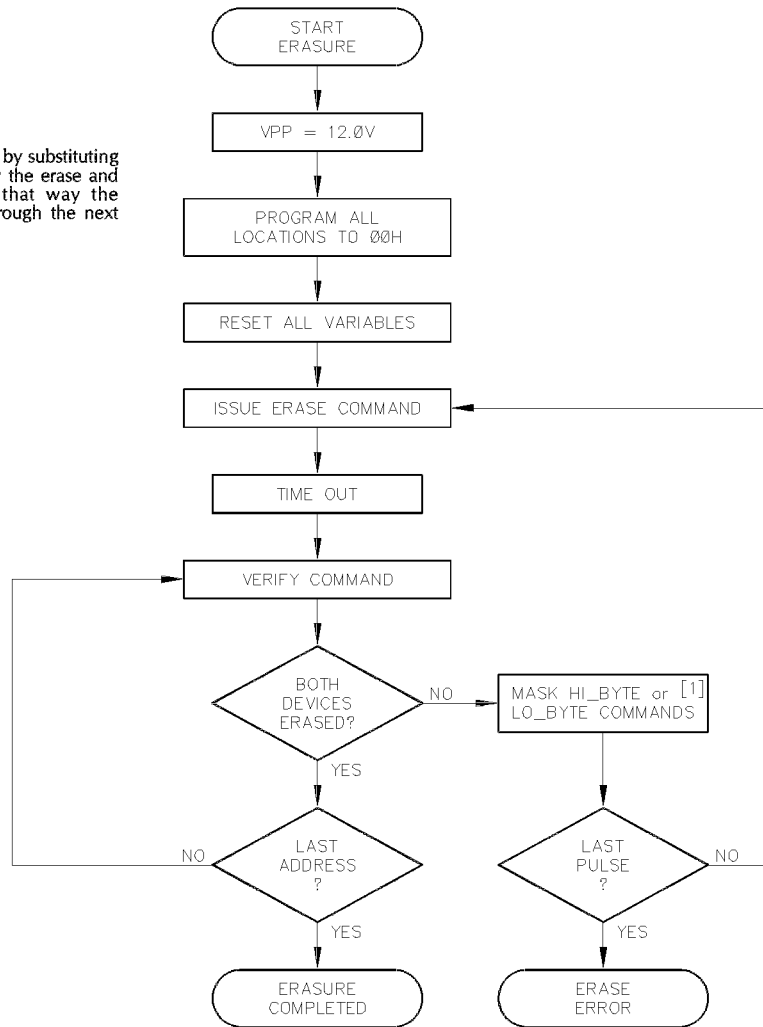 START
ERASURE
VPP = 12.0V
by substituting
the erase and
that way the
rough the next
PROGRAM ALL
LOCATIONS TO 00H
RESET ALL VARIABLES
ISSUE ERASE COMMAND
TIME OUT
VERIFY COMMAND
BOTH
DEVICES
ERASED?
NO
MASK HI_BYTE or [1]
LO_BYTE COMMANDS
YES
NO
LAST
ADDRESS
?
LAST
PULSE
?
NO
YES
YES
ERASURE
COMPLETED
ERASE
ERROR